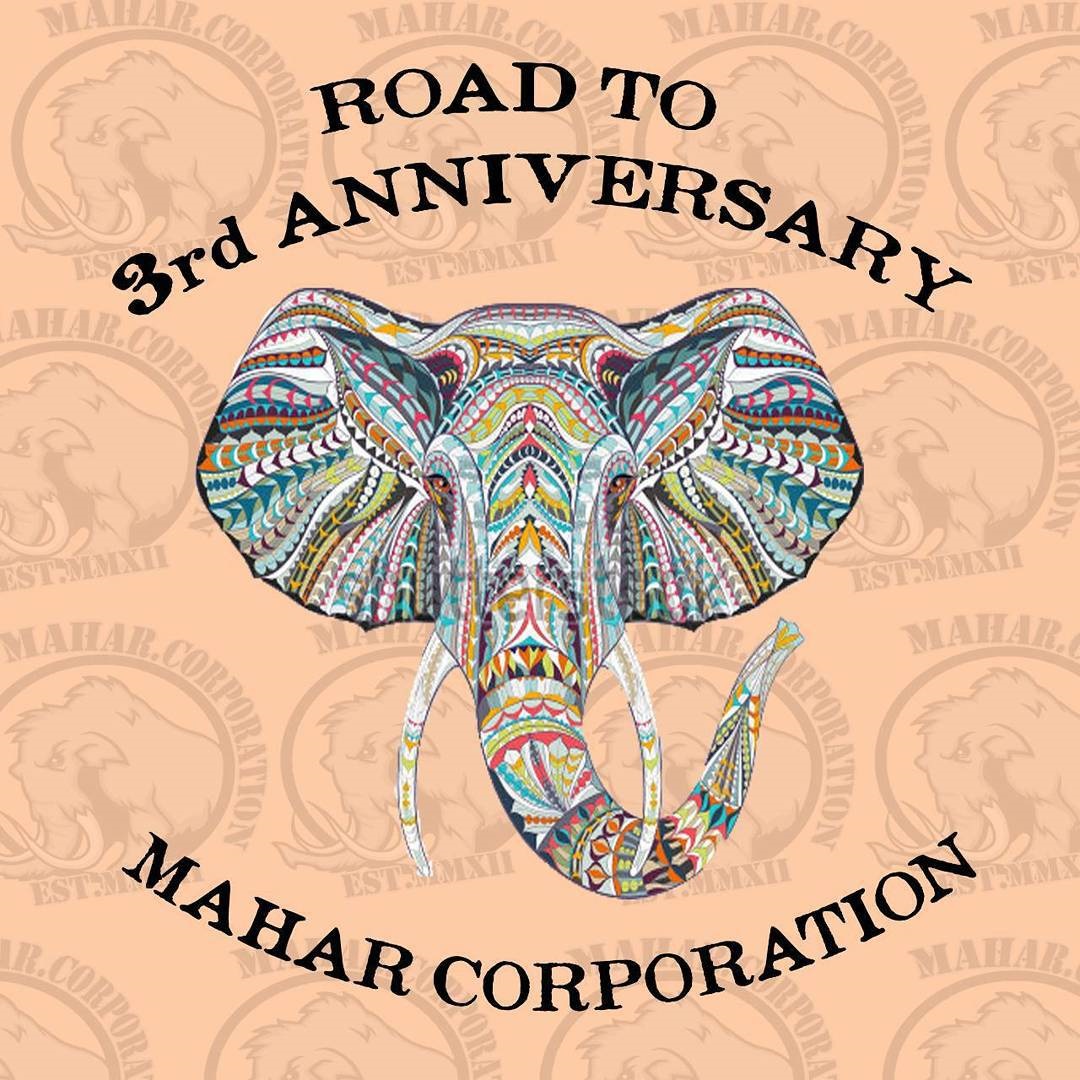 ROAD TO
3rd ANNIVERSARY
MAHAR CORPORATION
MAHAR.CORPORATION
EST:MMXII